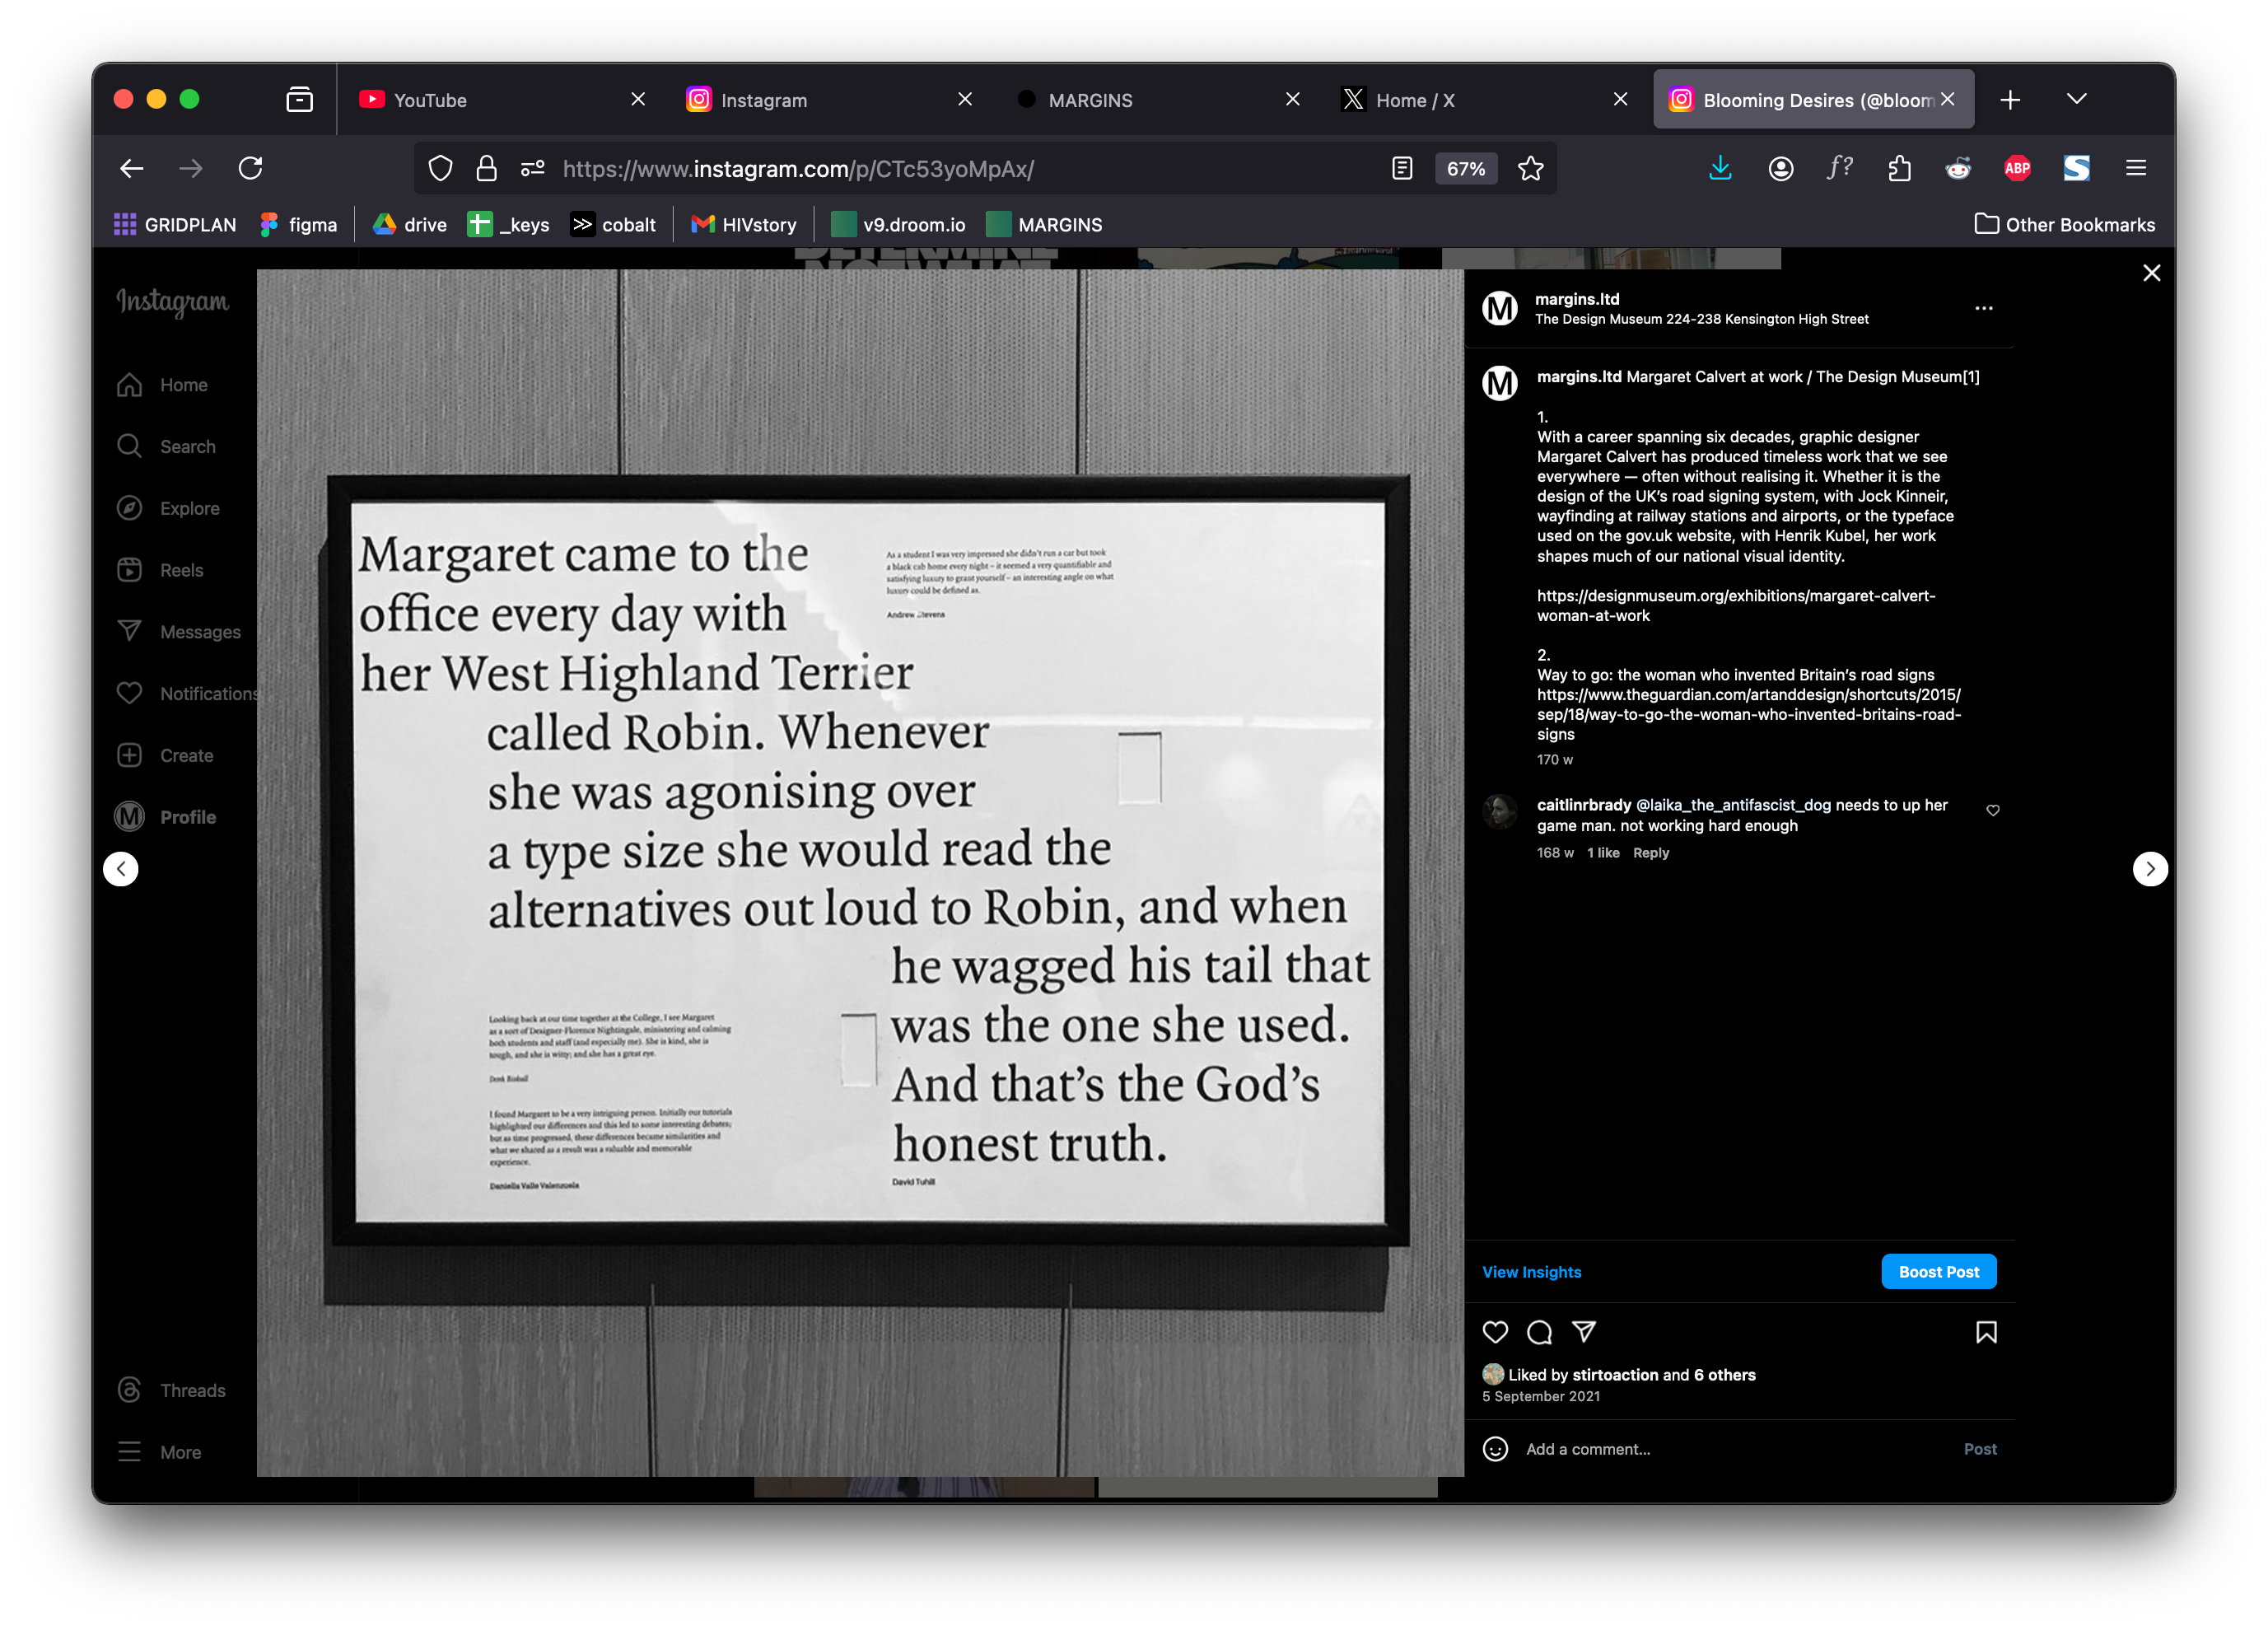 YouTube
Instagram
MARGINS
Home / X
Blooming Desires (@bloom
https://www.instagram.com/p/CTc53yoMpAx/
67%
ABP
GRIDPLAN
figma
drive
_keys
cobalt
HIVstory
v9.droom.io
MARGINS
Other Bookmarks
Instagram
Home
Search
Explore
Reels
Messages
Notifications
Create
Profile
Threads
More
Margaret came to the
office every day with
her West Highland Terrier
called Robin. Whenever
she was agonising over
a type size she would read the
alternatives out loud to Robin, and when
he wagged his tail that
was the one she used.
And that’s the God’s
honest truth.
David Tuhill
As a student I was very impressed she didn’t run a car but took
a black cab home every night – it seemed a very quantifiable and
satisfying luxury to grant yourself – an interesting angle on what
luxury could be defined as.
Andrew Stevens
Looking back at our time together at the College, I see Margaret
as a sort of Designer-Florence Nightingale, ministering and calming
both students and staff (and especially me). She is kind, she is
tough, and she is witty; and she has a great eye.
I found Margaret to be a very intriguing person. Initially our tutorials
highlighted our differences and this led to some interesting debates;
but as time progressed, these differences became similarities and
what we shared as a result was a valuable and memorable
experience.
Daniella Valle Valenzuela
M
margins.ltd
The Design Museum 224-238 Kensington High Street
M
margins.ltd Margaret Calvert at work / The Design Museum[1]
1.
With a career spanning six decades, graphic designer
Margaret Calvert has produced timeless work that we see
everywhere — often without realising it. Whether it is the
design of the UK’s road signing system, with Jock Kinneir,
wayfinding at railway stations and airports, or the typeface
used on the gov.uk website, with Henrik Kubel, her work
shapes much of our national visual identity.
https://designmuseum.org/exhibitions/margaret-calvert-
woman-at-work
2.
Way to go: the woman who invented Britain’s road signs
https://www.theguardian.com/artanddesign/shortcuts/2015/
sep/18/way-to-go-the-woman-who-invented-britains-road-
signs
170 w
caitlinrbrady @laika_the_antifascist_dog needs to up her
game man. not working hard enough
168 w 1 like Reply
View Insights
Boost Post
Liked by stirtoaction and 6 others
5 September 2021
Add a comment...
Post